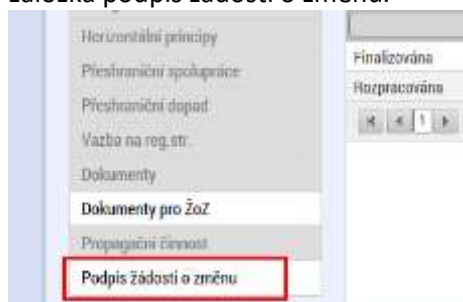 záložka podpis žádosti o změnu.
Horizontální principy
Přeshraniční spolupráce
Přeshraniční dopad
Vazba na reg.str.
Dokumenty
Dokumenty pro ŽoZ
Propagační činnost
Podpis žádosti o změnu
Finalizována
Rozpracována
1